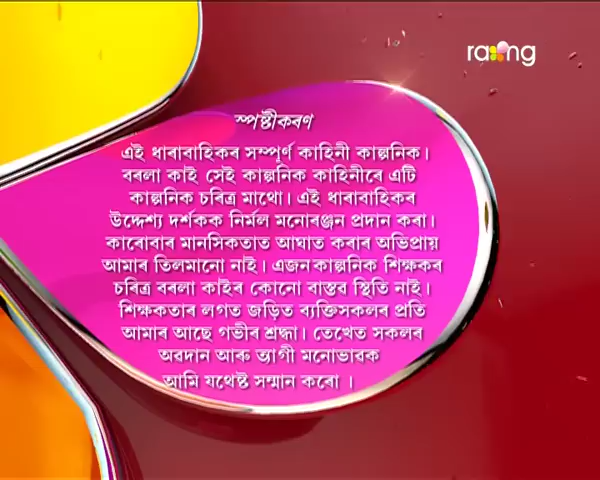 rang
স্পষ্টীকৰণ
এই ধাৰাবাহিকৰ সম্পূৰ্ণ কাহিনী কাল্পনিক।
বৰলা কাই সেই কাল্পনিক কাহিনীৰে এটি
কাল্পনিক চৰিত্ৰ মাথো। এই ধাৰাবাহিকৰ
উদ্দেশ্য দৰ্শকক নিৰ্মল মনোৰঞ্জন প্ৰদান কৰা।
কাৰোবাৰ মানসিকতাত আঘাত কৰাৰ অভিপ্ৰায়
আমাৰ তিলমানো নাই। এজন কাল্পনিক শিক্ষকৰ
চৰিত্ৰ বৰলা কাইৰ কোনো বাস্তৱ স্থিতি নাই।
শিক্ষকতাৰ লগত জড়িত ব্যক্তিসকলৰ প্ৰতি
আমাৰ আছে গভীৰ শ্ৰদ্ধা। তেখেত সকলৰ
অৱদান আৰু ত্যাগী মনোভাৱক
আমি যথেষ্ট সন্মান কৰো ।